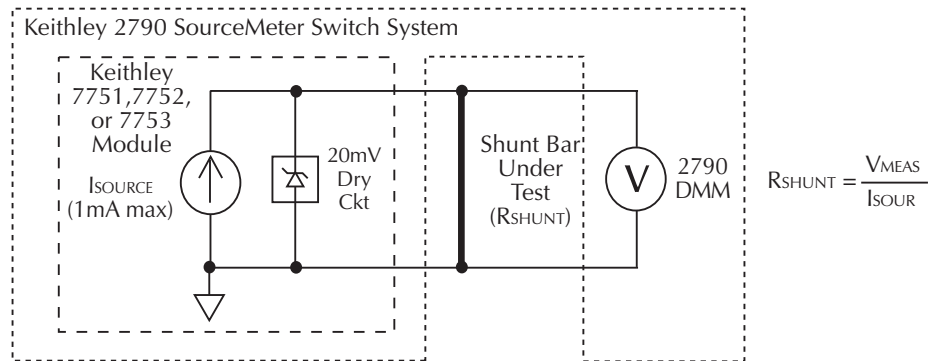 Keithley 2790 SourceMeter Switch System
Keithley
7751,7752,
or 7753
Module
ISOURCE
(1mA max)
20mV
Dry
Ckt
Shunt Bar
Under
Test
(RSHUNT)
V
2790
DMM
RSHUNT = VMEAS
ISOUR